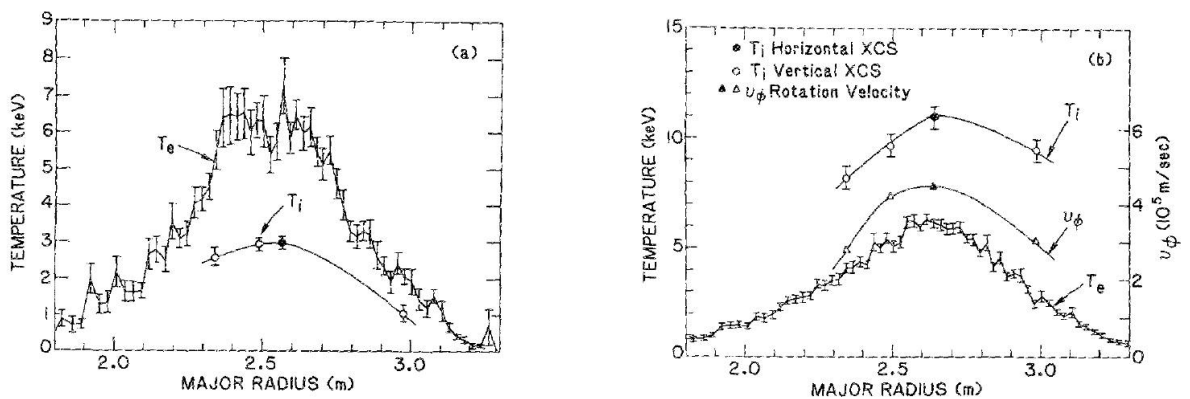 (a)
9
8
7
6
5
4
3
2
1
0
TEMPERATURE (keV)
Te
Ti
2.0 2.5 3.0
MAJOR RADIUS (m)
(b)
Ti Horizontal XCS
Ti Vertical XCS
υϕ Rotation Velocity
15
10
5
0
TEMPERATURE (keV)
Ti
υϕ
Te
6
4
2
0
υϕ (10⁵ m/sec)
2.0 2.5 3.0
MAJOR RADIUS (m)